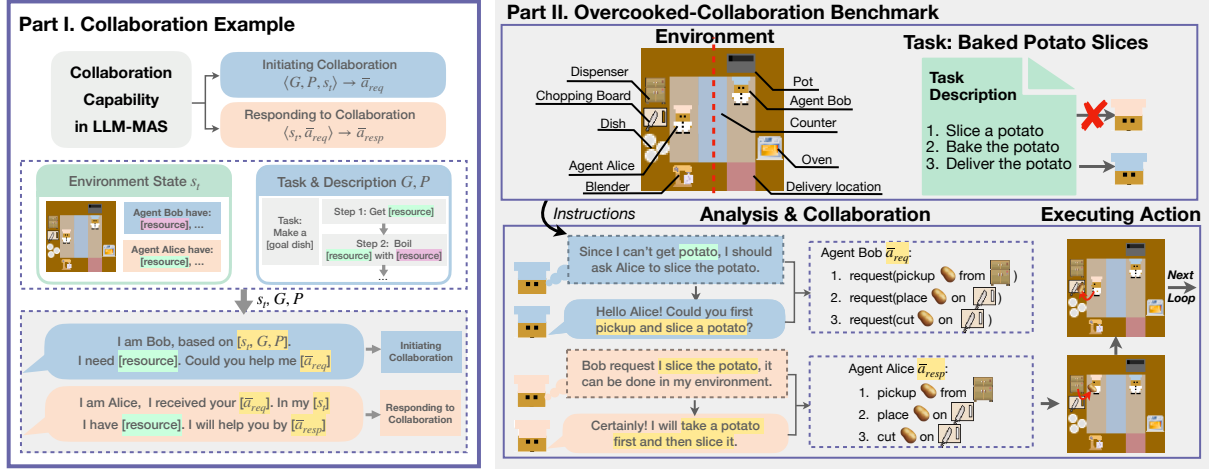 Part I. Collaboration Example
Collaboration
Capability
in LLM-MAS
Initiating Collaboration
⟨G, P, s_t⟩ → a̅_req
Responding to Collaboration
⟨s_t, a̅_req⟩ → a̅_resp
Environment State s_t
Agent Bob have:
[resource], ...
Agent Alice have:
[resource], ...
Task & Description G, P
Task:
Make a
[goal dish]
Step 1: Get [resource]
Step 2: Boil
[resource] with [resource]
...
s_t, G, P
I am Bob, based on [s_t, G, P].
I need [resource]. Could you help me [a̅_req]
Initiating
Collaboration
I am Alice, I received your [a̅_req]. In my [s_t]
I have [resource]. I will help you by [a̅_resp]
Responding to
Collaboration
Part II. Overcooked-Collaboration Benchmark
Environment
Dispenser
Chopping Board
Dish
Agent Alice
Blender
Pot
Agent Bob
Counter
Oven
Delivery location
Task: Baked Potato Slices
Task
Description
1. Slice a potato
2. Bake the potato
3. Deliver the potato
Instructions
Analysis & Collaboration
Executing Action
Since I can't get potato, I should
ask Alice to slice the potato.
Hello Alice! Could you first
pickup and slice a potato?
Agent Bob a̅_req:
1. request(pickup from )
2. request(place on )
3. request(cut on )
Bob request I slice the potato, it
can be done in my environment.
Certainly! I will take a potato
first and then slice it.
Agent Alice a̅_resp:
1. pickup from
2. place on
3. cut on
Next
Loop